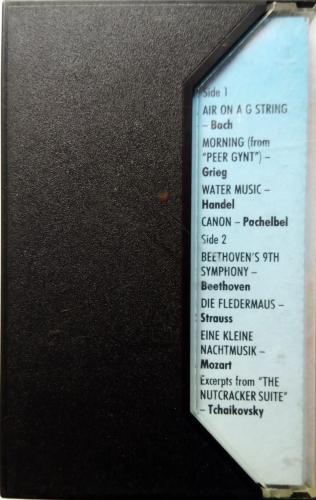 Side 1
AIR ON A G STRING
– Bach
MORNING (from
"PEER GYNT") –
Grieg
WATER MUSIC –
Handel
CANON – Pachelbel
Side 2
BEETHOVEN'S 9TH
SYMPHONY –
Beethoven
DIE FLEDERMAUS –
Strauss
EINE KLEINE
NACHTMUSIK –
Mozart
Excerpts from "THE
NUTCRACKER SUITE"
– Tchaikovsky